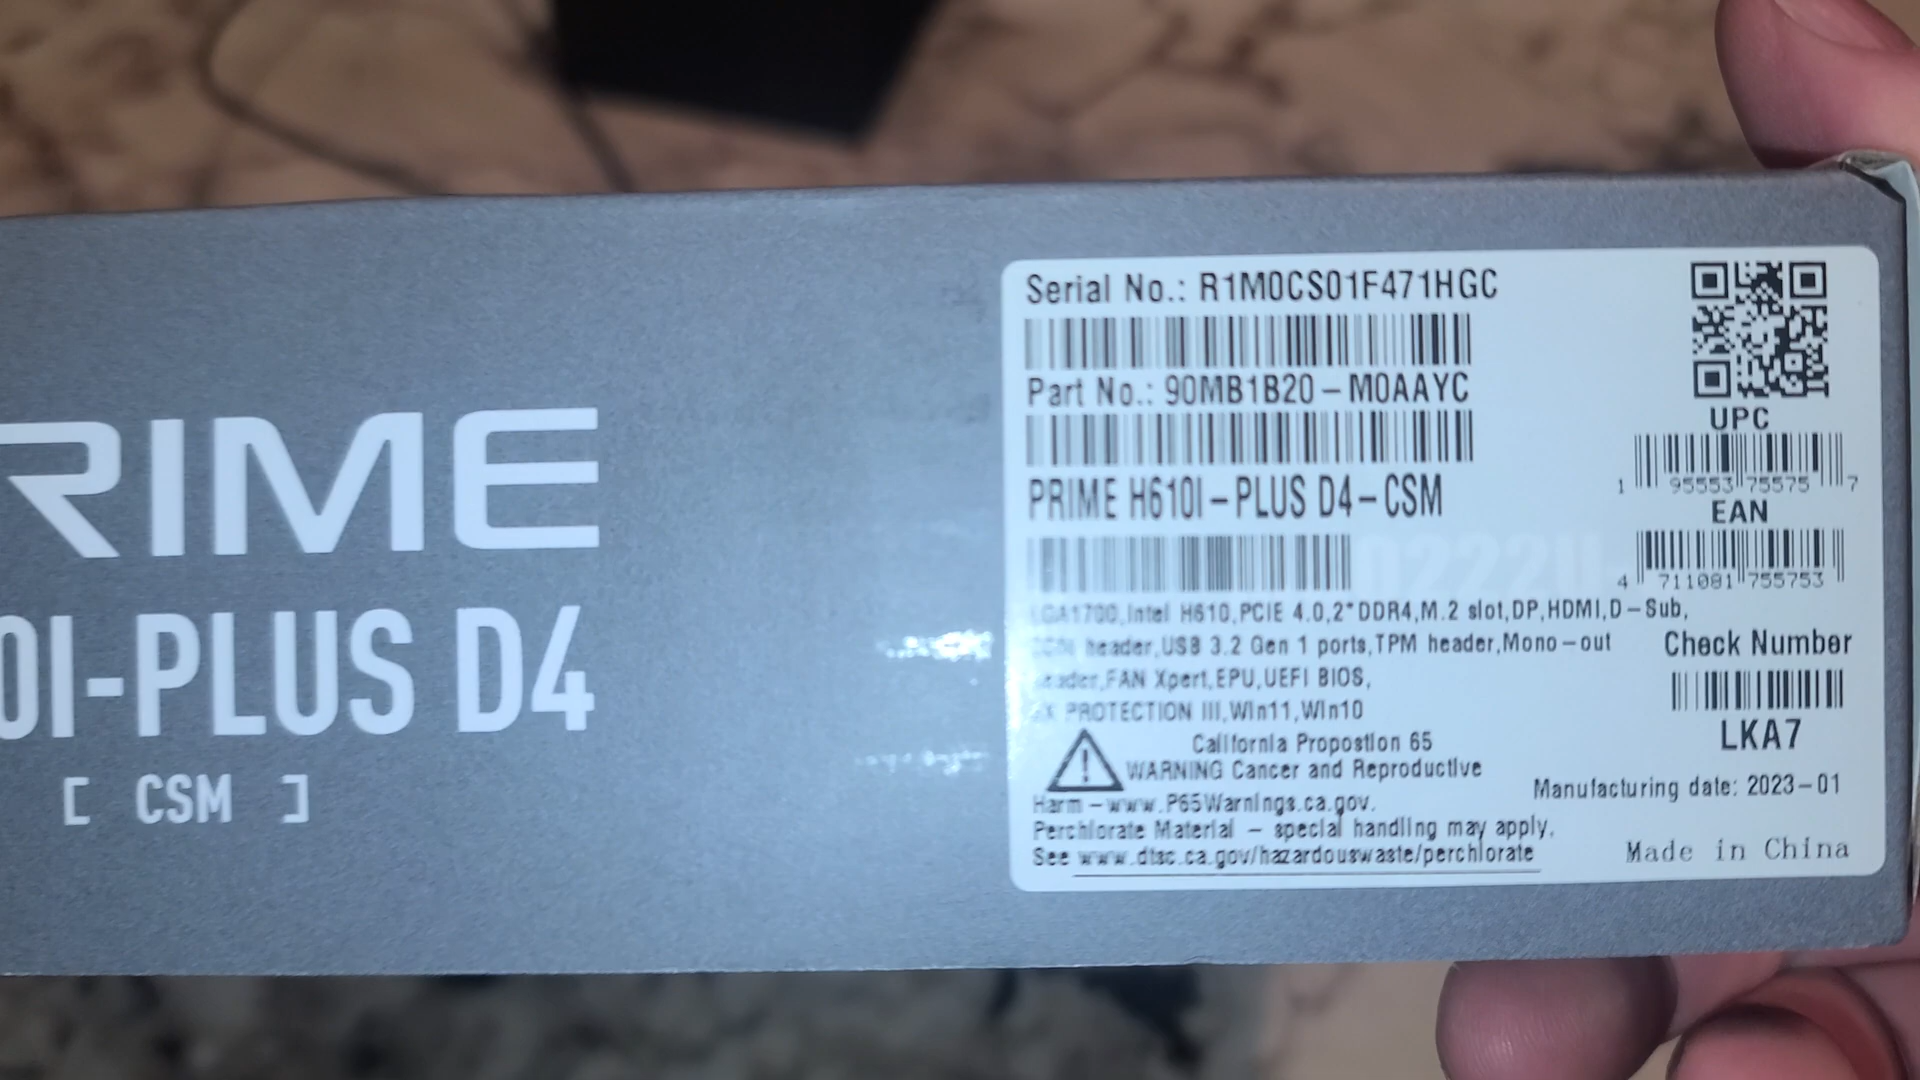 RIME
0I-PLUS D4
[ CSM ]
Serial No.: R1M0CS01F471HGC
Part No.: 90MB1B20-M0AAYC
PRIME H610I-PLUS D4-CSM
UPC
1 95553 75575 7
EAN
4 711081 755753
LGA1700,Intel H610,PCIE 4.0,2*DDR4,M.2 slot,DP,HDMI,D-Sub,
header,USB 3.2 Gen 1 ports,TPM header,Mono-out
header,FAN Xpert,EPU,UEFI BIOS,
PROTECTION III,Win11,Win10
Check Number
LKA7
California Propostion 65
WARNING Cancer and Reproductive
Harm-www.P65Warnings.ca.gov.
Perchlorate Material - special handling may apply.
See www.dtsc.ca.gov/hazardouswaste/perchlorate
Manufacturing date: 2023-01
Made in China